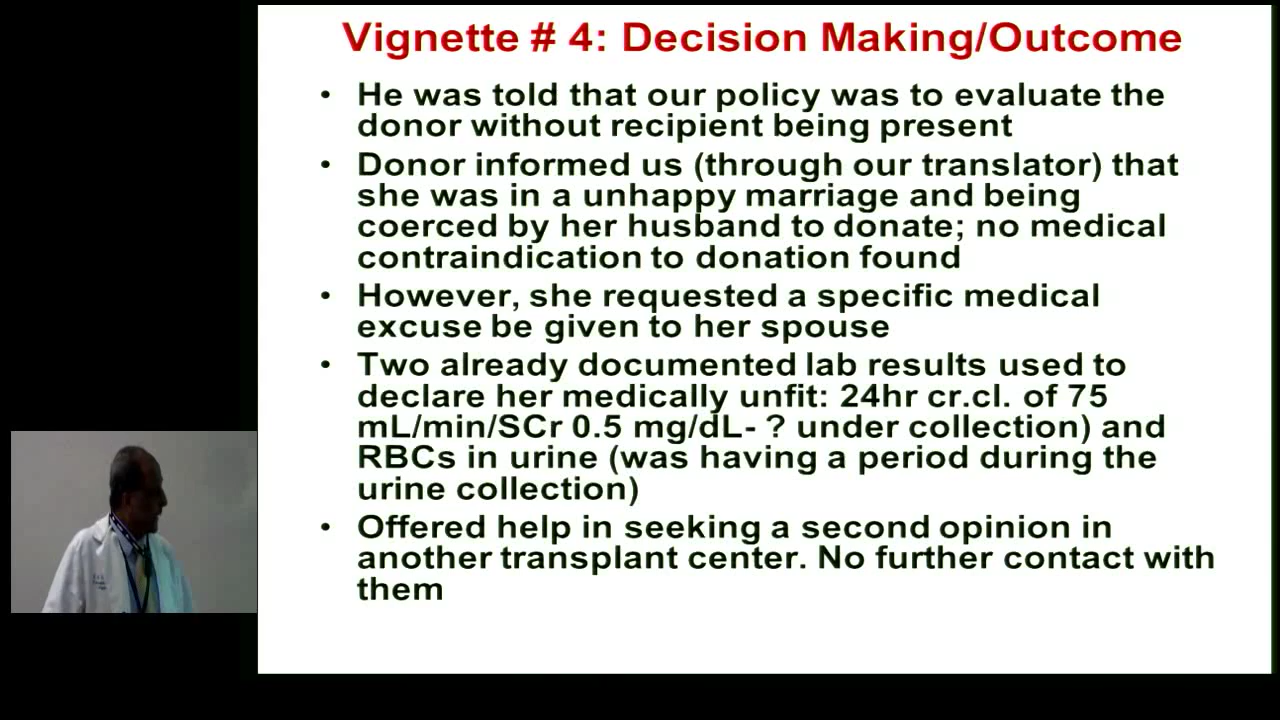 Vignette # 4: Decision Making/Outcome
• He was told that our policy was to evaluate the
donor without recipient being present
• Donor informed us (through our translator) that
she was in a unhappy marriage and being
coerced by her husband to donate; no medical
contraindication to donation found
• However, she requested a specific medical
excuse be given to her spouse
• Two already documented lab results used to
declare her medically unfit: 24hr cr.cl. of 75
mL/min/SCr 0.5 mg/dL- ? under collection) and
RBCs in urine (was having a period during the
urine collection)
• Offered help in seeking a second opinion in
another transplant center. No further contact with
them